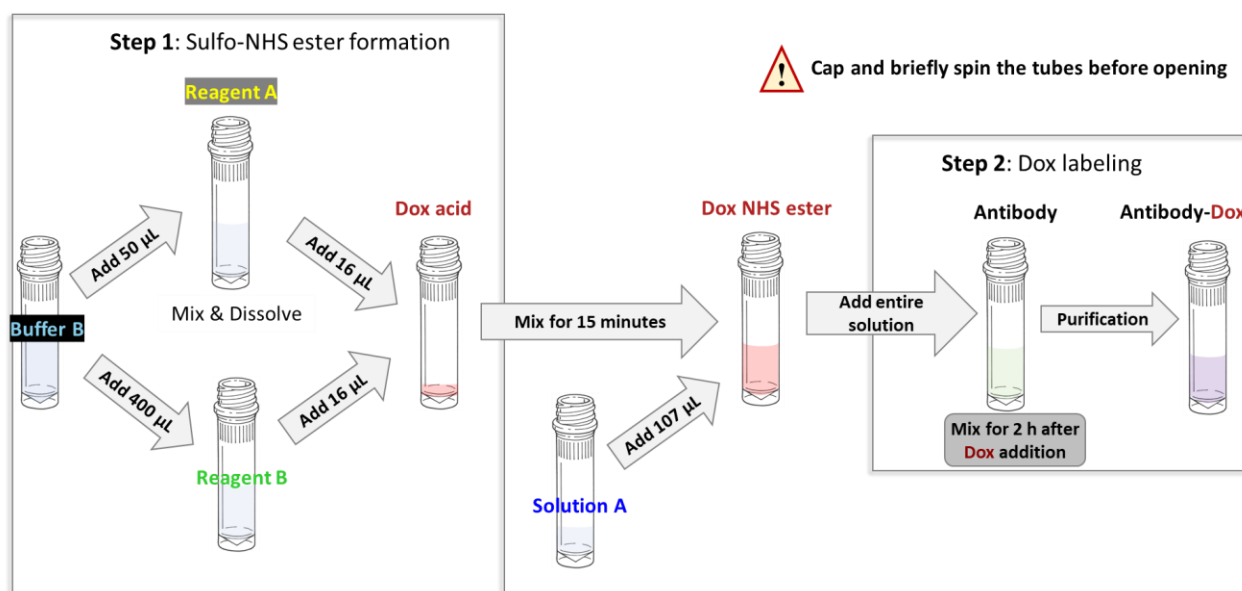 Step 1: Sulfo-NHS ester formation
Cap and briefly spin the tubes before opening
Reagent A
Buffer B
Add 50 µL
Add 400 µL
Mix & Dissolve
Reagent B
Add 16 µL
Add 16 µL
Dox acid
Mix for 15 minutes
Solution A
Add 107 µL
Dox NHS ester
Add entire
solution
Step 2: Dox labeling
Antibody
Mix for 2 h after
Dox addition
Purification
Antibody-Dox